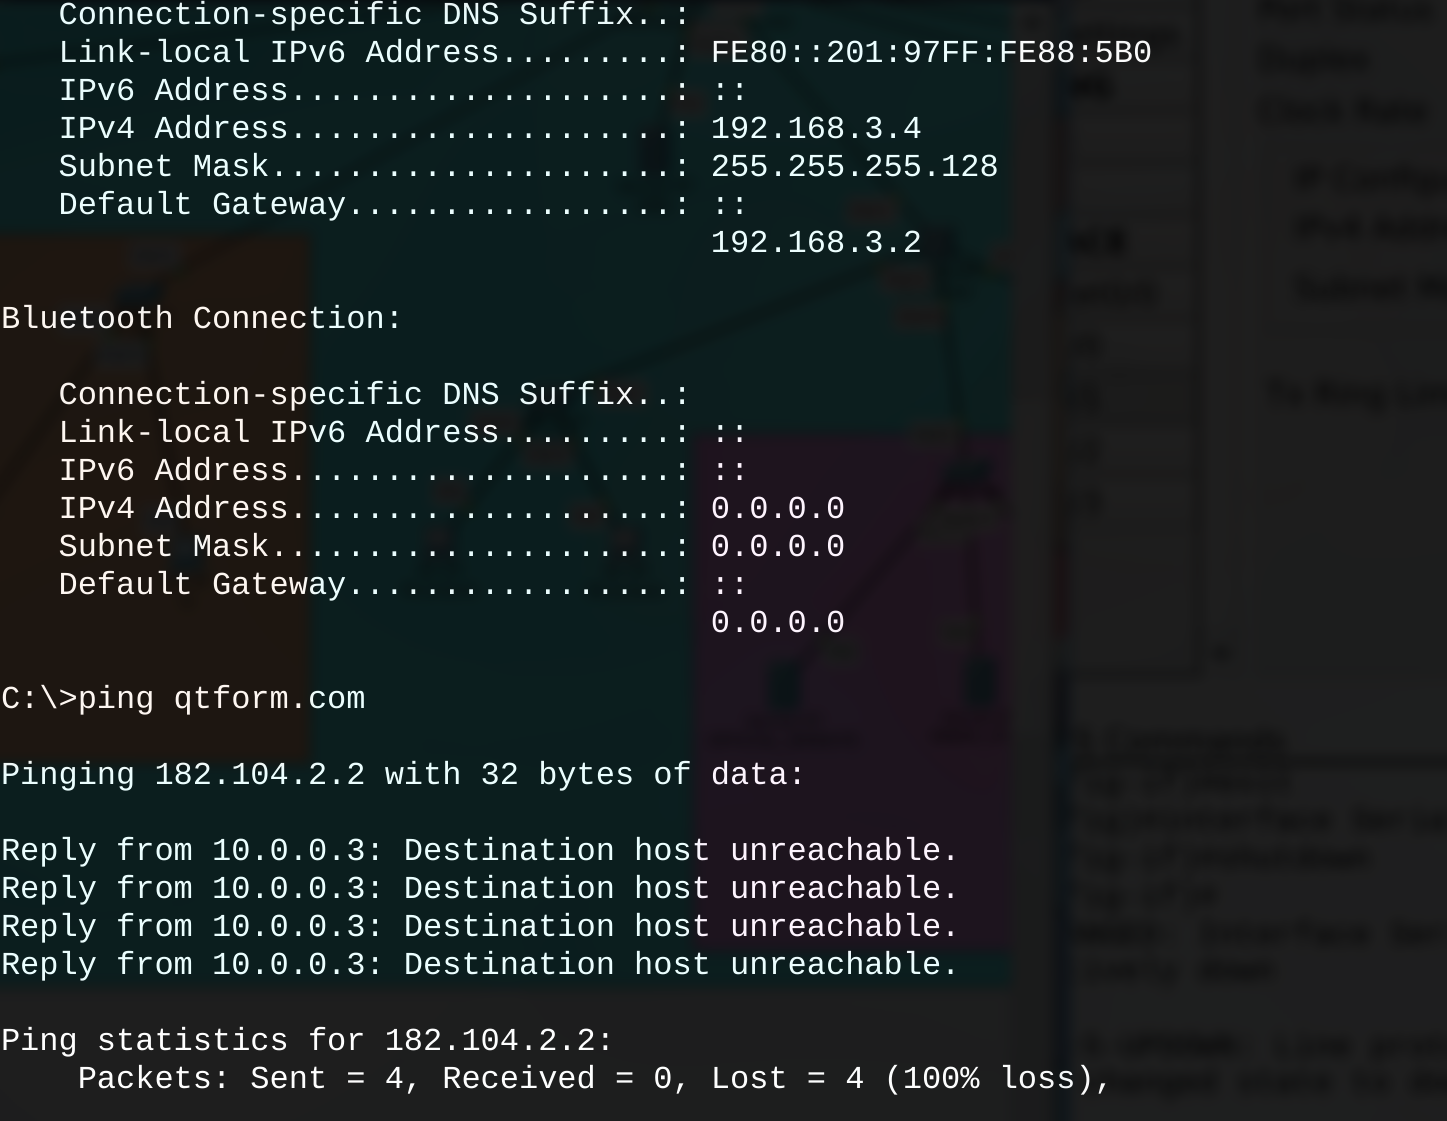 Connection-specific DNS Suffix..:
Link-local IPv6 Address.........: FE80::201:97FF:FE88:5B0
IPv6 Address....................: ::
IPv4 Address....................: 192.168.3.4
Subnet Mask.....................: 255.255.255.128
Default Gateway.................: ::
192.168.3.2
Bluetooth Connection:
Connection-specific DNS Suffix..:
Link-local IPv6 Address.........: ::
IPv6 Address....................: ::
IPv4 Address....................: 0.0.0.0
Subnet Mask.....................: 0.0.0.0
Default Gateway.................: ::
0.0.0.0
C:\>ping qtform.com
Pinging 182.104.2.2 with 32 bytes of data:
Reply from 10.0.0.3: Destination host unreachable.
Reply from 10.0.0.3: Destination host unreachable.
Reply from 10.0.0.3: Destination host unreachable.
Reply from 10.0.0.3: Destination host unreachable.
Ping statistics for 182.104.2.2:
Packets: Sent = 4, Received = 0, Lost = 4 (100% loss),